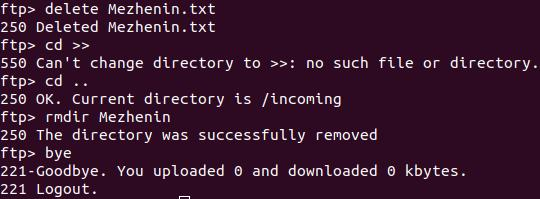 ftp> delete Mezhenin.txt
250 Deleted Mezhenin.txt
ftp> cd >>
550 Can't change directory to >>: no such file or directory.
ftp> cd ..
250 OK. Current directory is /incoming
ftp> rmdir Mezhenin
250 The directory was successfully removed
ftp> bye
221-Goodbye. You uploaded 0 and downloaded 0 kbytes.
221 Logout.